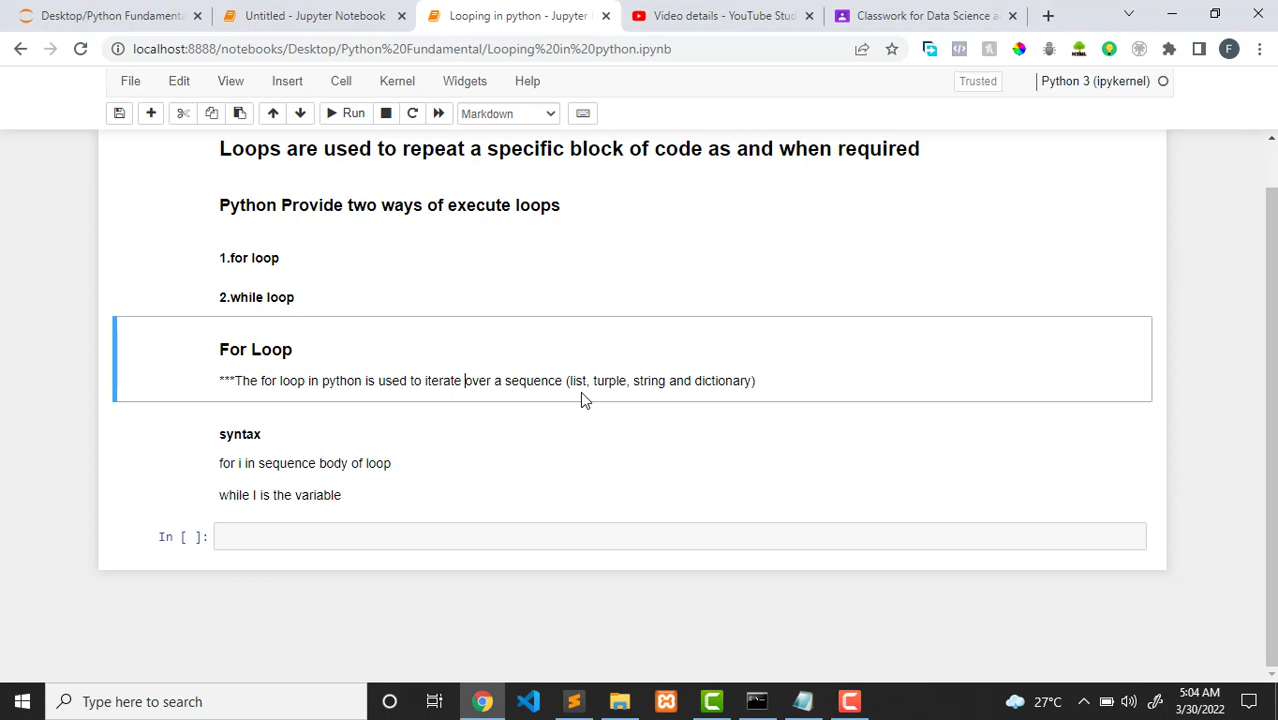 Desktop/Python Fundamenta
Untitled - Jupyter Notebook
Looping in python - Jupyter
Video details - YouTube Stud
Classwork for Data Science a
localhost:8888/notebooks/Desktop/Python%20Fundamental/Looping%20in%20python.ipynb
F
File Edit View Insert Cell Kernel Widgets Help
Trusted
Python 3 (ipykernel)
Run
Markdown
Loops are used to repeat a specific block of code as and when required
Python Provide two ways of execute loops
1.for loop
2.while loop
For Loop
***The for loop in python is used to iterate over a sequence (list, turple, string and dictionary)
syntax
for i in sequence body of loop
while I is the variable
In [ ]:
Type here to search
27°C
5:04 AM
3/30/2022